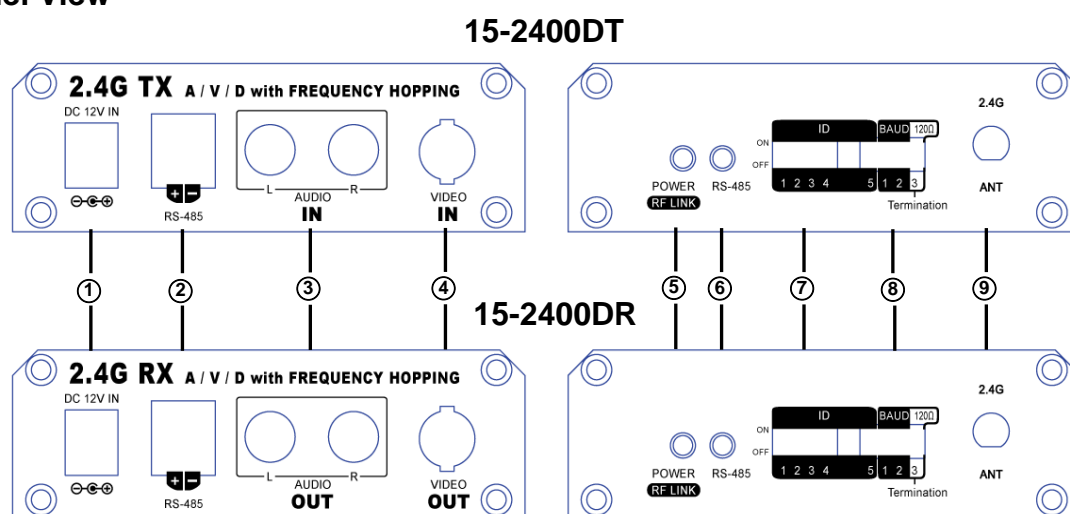 15-2400DT
2.4G TX A / V / D with FREQUENCY HOPPING
DC 12V IN
+ −
RS-485
L AUDIO R
IN
VIDEO
IN
2.4G
ID BAUD 120Ω
ON
OFF
1 2 3 4 5 1 2 3
POWER RS-485
RF LINK
Termination
ANT
1 2 3 4 5 6 7 8 9
15-2400DR
2.4G RX A / V / D with FREQUENCY HOPPING
DC 12V IN
+ −
RS-485
L AUDIO R
OUT
VIDEO
OUT
2.4G
ID BAUD 120Ω
ON
OFF
1 2 3 4 5 1 2 3
POWER RS-485
RF LINK
Termination
ANT